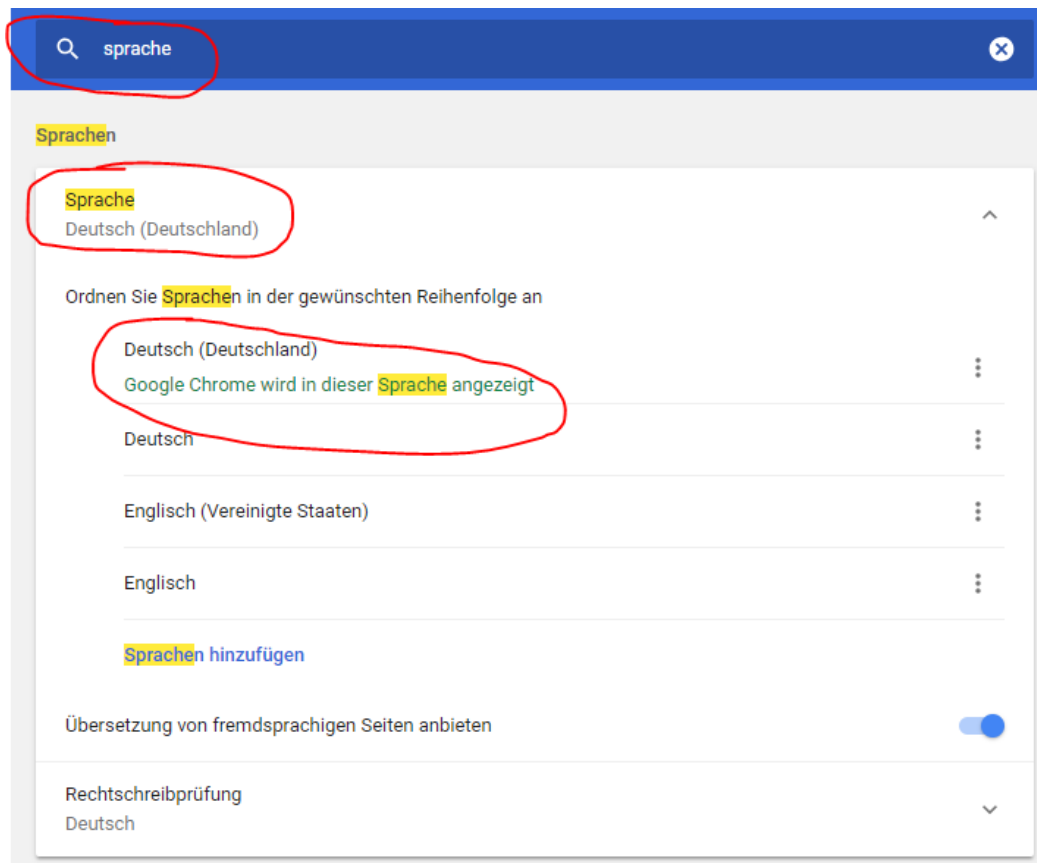 sprache
Sprachen
Sprache
Deutsch (Deutschland)
Ordnen Sie Sprachen in der gewünschten Reihenfolge an
Deutsch (Deutschland)
Google Chrome wird in dieser Sprache angezeigt
Deutsch
Englisch (Vereinigte Staaten)
Englisch
Sprachen hinzufügen
Übersetzung von fremdsprachigen Seiten anbieten
Rechtschreibprüfung
Deutsch